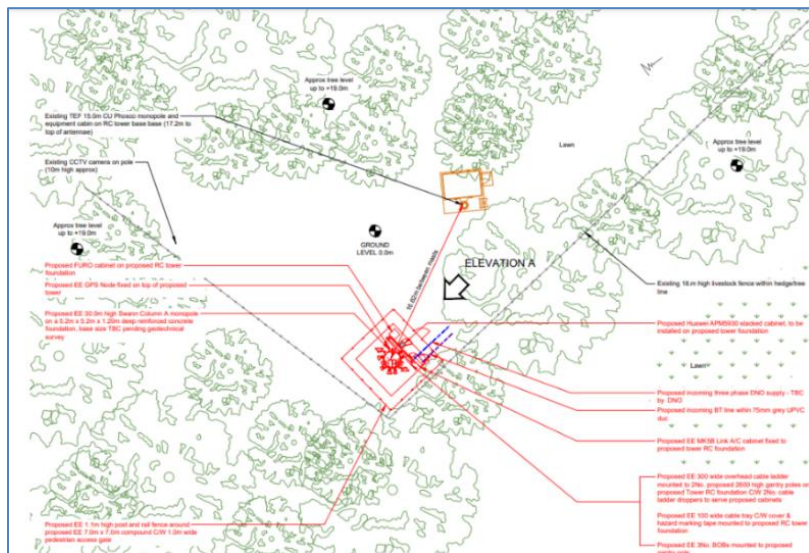 Approx tree level
up to +19.0m
Existing TEF 15.0m CU Phosco monopole and
equipment cabin on RC tower base base (17.2m to
top of antennae)
Lawn
Approx tree level
up to +19.0m
Existing CCTV camera on pole
(10m high approx)
Approx tree level
up to +19.0m
GROUND
LEVEL 0.0m
ELEVATION A
between masts
Proposed FURO cabinet on proposed RC tower
foundation
Proposed EE GPS Node fixed on top of proposed
tower
Proposed EE 30.0m high Swann Column A monopole
on a 5.2m x 5.2m x 1.20m deep reinforced concrete
foundation, base size TBC pending geotechnical
survey
Existing 16.m high livestock fence within hedge/tree
line
Proposed Huawei APM5930 stacked cabinet, to be
installed on proposed tower foundation
Lawn
Proposed incoming three phase DNO supply - TBC
by DNO
Proposed incoming BT line within 75mm grey UPVC
duc
Proposed EE MK5B Link A/C cabinet fixed to
proposed tower RC foundation
Proposed EE 300 wide overhead cable ladder
mounted to 2No. proposed 2600 high gantry poles on
proposed Tower RC foundation C/W 2No. cable
ladder droppers to serve proposed cabinets
Proposed EE 100 wide cable tray C/W cover &
hazard marking tape mounted to proposed RC tower
foundation
Proposed EE 3No. BOBs mounted to proposed
Proposed EE 1.1m high post and rail fence around
proposed EE 7.0m x 7.0m compound C/W 1.0m wide
pedestrian access gate